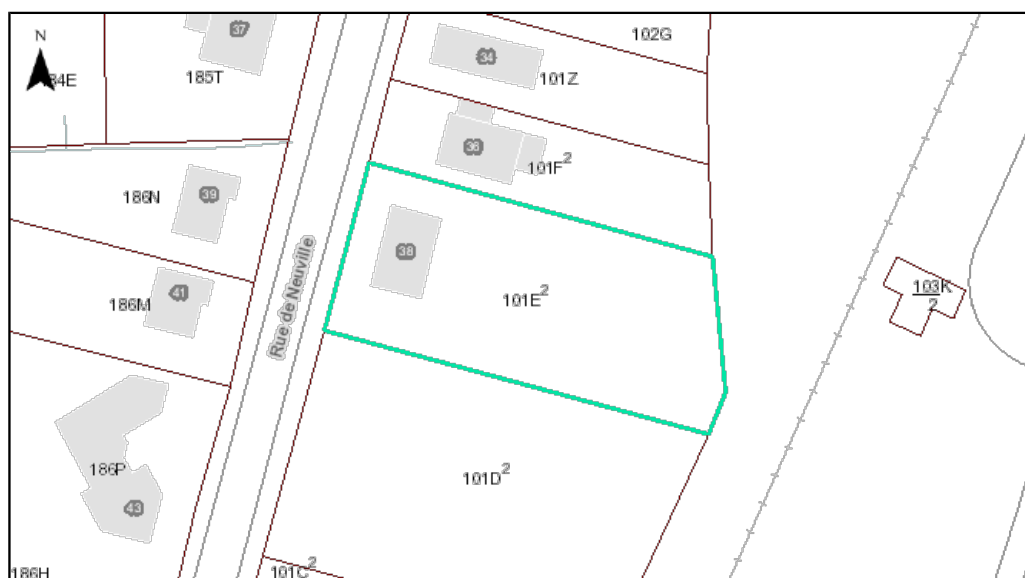 37
102G
N
34
184E
185T
101Z
36
101F²
39
186N
38
Rue de Neuville
103K
2
41
186M
101E²
186P
101D²
43
186H
101C²